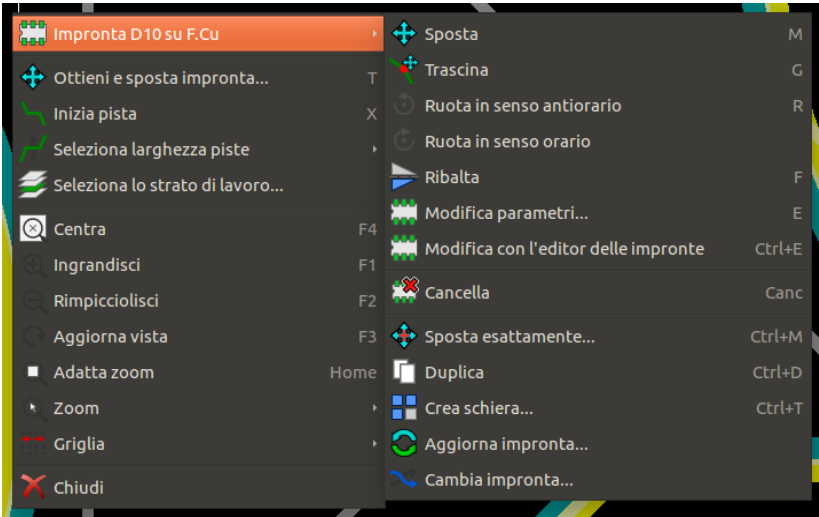 Impronta D10 su F.Cu
Ottieni e sposta impronta... T
Inizia pista X
Seleziona larghezza piste
Seleziona lo strato di lavoro...
Centra F4
Ingrandisci F1
Rimpicciolisci F2
Aggiorna vista F3
Adatta zoom Home
Zoom
Griglia
Chiudi
Sposta M
Trascina G
Ruota in senso antiorario R
Ruota in senso orario
Ribalta F
Modifica parametri... E
Modifica con l'editor delle impronte Ctrl+E
Cancella Canc
Sposta esattamente... Ctrl+M
Duplica Ctrl+D
Crea schiera... Ctrl+T
Aggiorna impronta...
Cambia impronta...